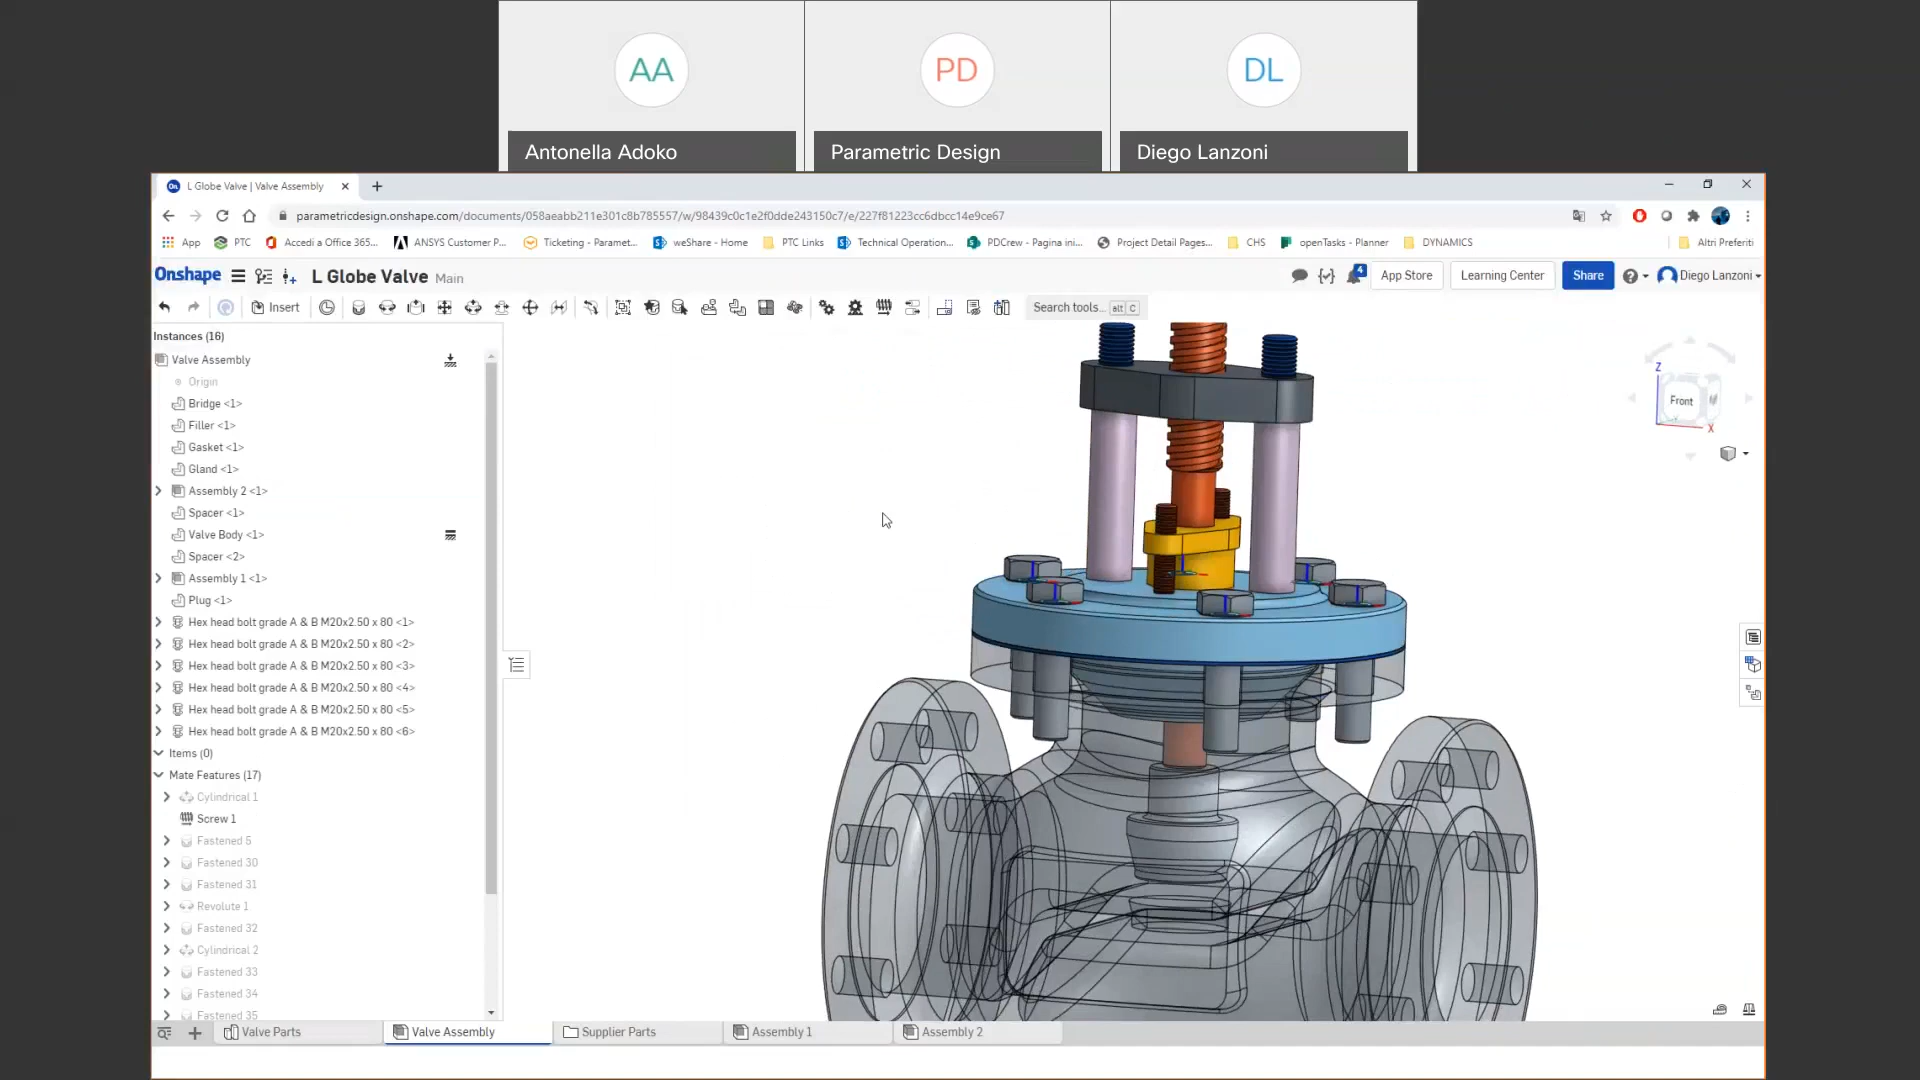 AA
PD
DL
Antonella Adoko
Parametric Design
Diego Lanzoni
L Globe Valve | Valve Assembly
parametricdesign.onshape.com/documents/058aeabb211e301c8b785557/w/98439c0c1e2f0dde243150c7/e/227f81223cc6dbcc14e9ce67
App
PTC
Accedi a Office 365...
ANSYS Customer P...
Ticketing - Paramet...
weShare - Home
PTC Links
Technical Operation...
PDCrew - Pagina ini...
Project Detail Pages...
CHS
openTasks - Planner
DYNAMICS
Altri Preferiti
Onshape
L Globe Valve Main
4
App Store
Learning Center
Share
Diego Lanzoni
Insert
Search tools... alt C
Instances (16)
Valve Assembly
Origin
Bridge <1>
Filler <1>
Gasket <1>
Gland <1>
Assembly 2 <1>
Spacer <1>
Valve Body <1>
Spacer <2>
Assembly 1 <1>
Plug <1>
Hex head bolt grade A & B M20x2.50 x 80 <1>
Hex head bolt grade A & B M20x2.50 x 80 <2>
Hex head bolt grade A & B M20x2.50 x 80 <3>
Hex head bolt grade A & B M20x2.50 x 80 <4>
Hex head bolt grade A & B M20x2.50 x 80 <5>
Hex head bolt grade A & B M20x2.50 x 80 <6>
Items (0)
Mate Features (17)
Cylindrical 1
Screw 1
Fastened 5
Fastened 30
Fastened 31
Revolute 1
Fastened 32
Cylindrical 2
Fastened 33
Fastened 34
Fastened 35
Z
Front
X
Valve Parts
Valve Assembly
Supplier Parts
Assembly 1
Assembly 2